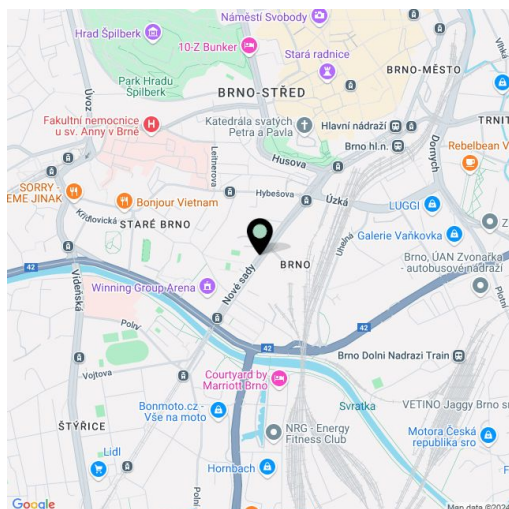 Náměstí Svobody
Hrad Špilberk
10-Z Bunker
Stará radnice
Úvoz
Park Hradu
Špilberk
BRNO-STŘED
BRNO-MĚSTO
Vlhká
Fakultní nemocnice
u sv. Anny v Brně
Katedrála svatých
Petra a Pavla
Hlavní nádraží
TRNIT
Brno hl.n.
Dornych
Rebelbean V
Leitnerova
Husova
SORRY -
EME JINAK
Hybešova
Úzká
Bonjour Vietnam
LUGGI
Křídlovická
STARÉ BRNO
Uhelná
Galerie Vaňkovka
Z
Brno, ÚAN Zvonařka
- autobusové nádraží
BRNO
42
Vídeňská
Nové sady
Winning Group Arena
Plotní
Polní
42
42
Brno Dolni Nadrazi Train
Vojtova
Courtyard by
Marriott Brno
Svratka
VETINO Jaggy Brno s
Bonmoto.cz -
Vše na moto
ŠTÝŘICE
NRG - Energy
Fitness Club
Motora Česká
republika sro
Lidl
Hornbach
Polní
F
Google
Map data ©2024